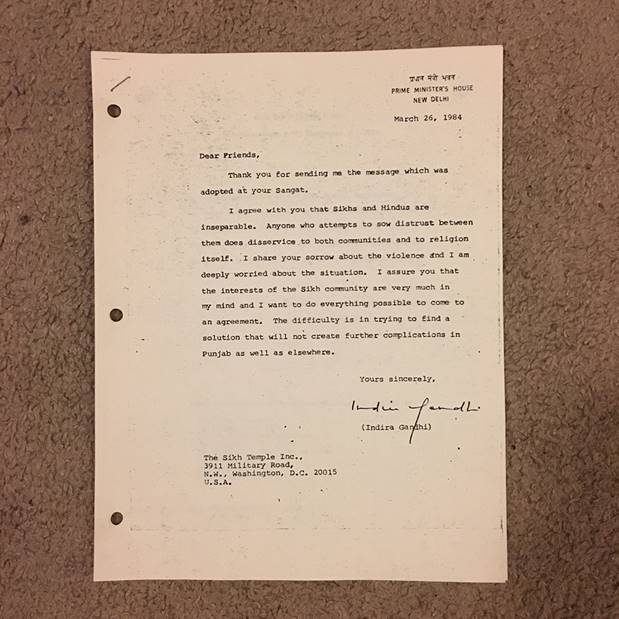 प्रधान मंत्री भवन
PRIME MINISTER'S HOUSE
NEW DELHI
March 26, 1984
Dear Friends,
Thank you for sending me the message which was
adopted at your Sangat.
I agree with you that Sikhs and Hindus are
inseparable. Anyone who attempts to sow distrust between
them does disservice to both communities and to religion
itself. I share your sorrow about the violence and I am
deeply worried about the situation. I assure you that
the interests of the Sikh community are very much in
my mind and I want to do everything possible to come to
an agreement. The difficulty is in trying to find a
solution that will not create further complications in
Punjab as well as elsewhere.
Yours sincerely,
Indira Gandhi
(Indira Gandhi)
The Sikh Temple Inc.,
3911 Military Road,
N.W., Washington, D.C. 20015
U.S.A.